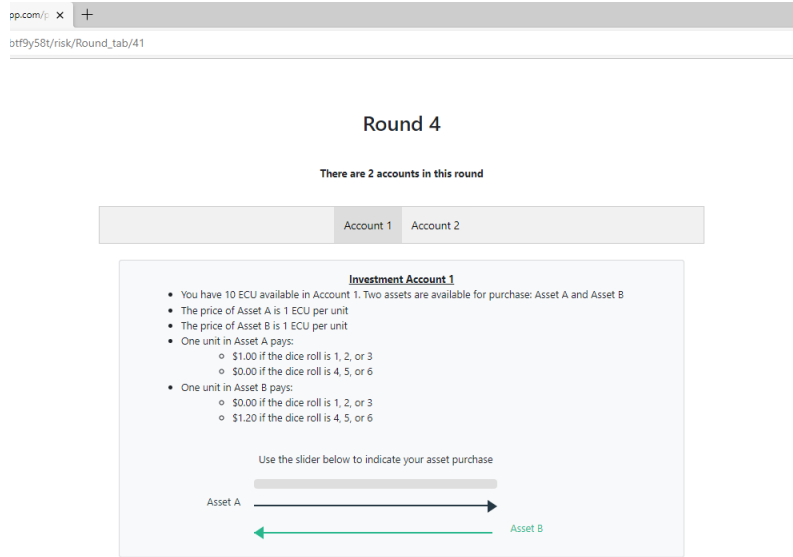 pp.com/p × +
otf9y58t/risk/Round_tab/41
Round 4
There are 2 accounts in this round
Account 1 Account 2
Investment Account 1
• You have 10 ECU available in Account 1. Two assets are available for purchase: Asset A and Asset B
• The price of Asset A is 1 ECU per unit
• The price of Asset B is 1 ECU per unit
• One unit in Asset A pays:
○ $1.00 if the dice roll is 1, 2, or 3
○ $0.00 if the dice roll is 4, 5, or 6
• One unit in Asset B pays:
○ $0.00 if the dice roll is 1, 2, or 3
○ $1.20 if the dice roll is 4, 5, or 6
Use the slider below to indicate your asset purchase
Asset A
Asset B